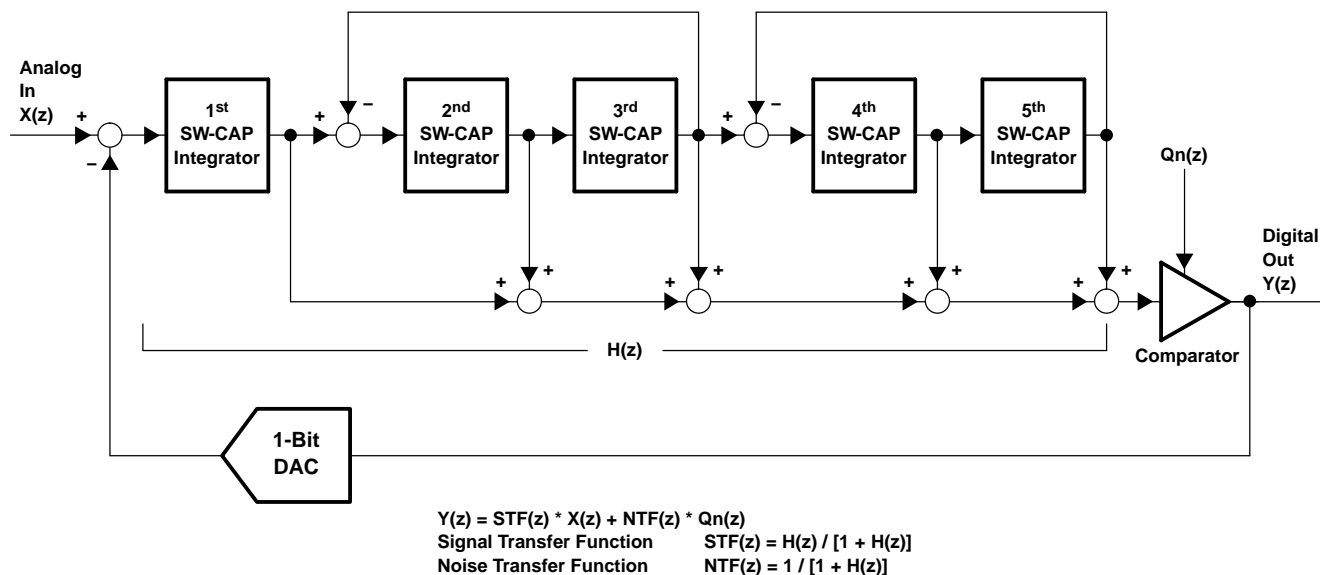 Analog
In
X(z)
+
−
1st
SW-CAP
Integrator
+
−
2nd
SW-CAP
Integrator
3rd
SW-CAP
Integrator
+
−
4th
SW-CAP
Integrator
5th
SW-CAP
Integrator
Qn(z)
Digital
Out
Y(z)
+
+
+
+
+
+
+
+
Comparator
H(z)
1-Bit
DAC
Y(z) = STF(z) * X(z) + NTF(z) * Qn(z)
Signal Transfer Function STF(z) = H(z) / [1 + H(z)]
Noise Transfer Function NTF(z) = 1 / [1 + H(z)]